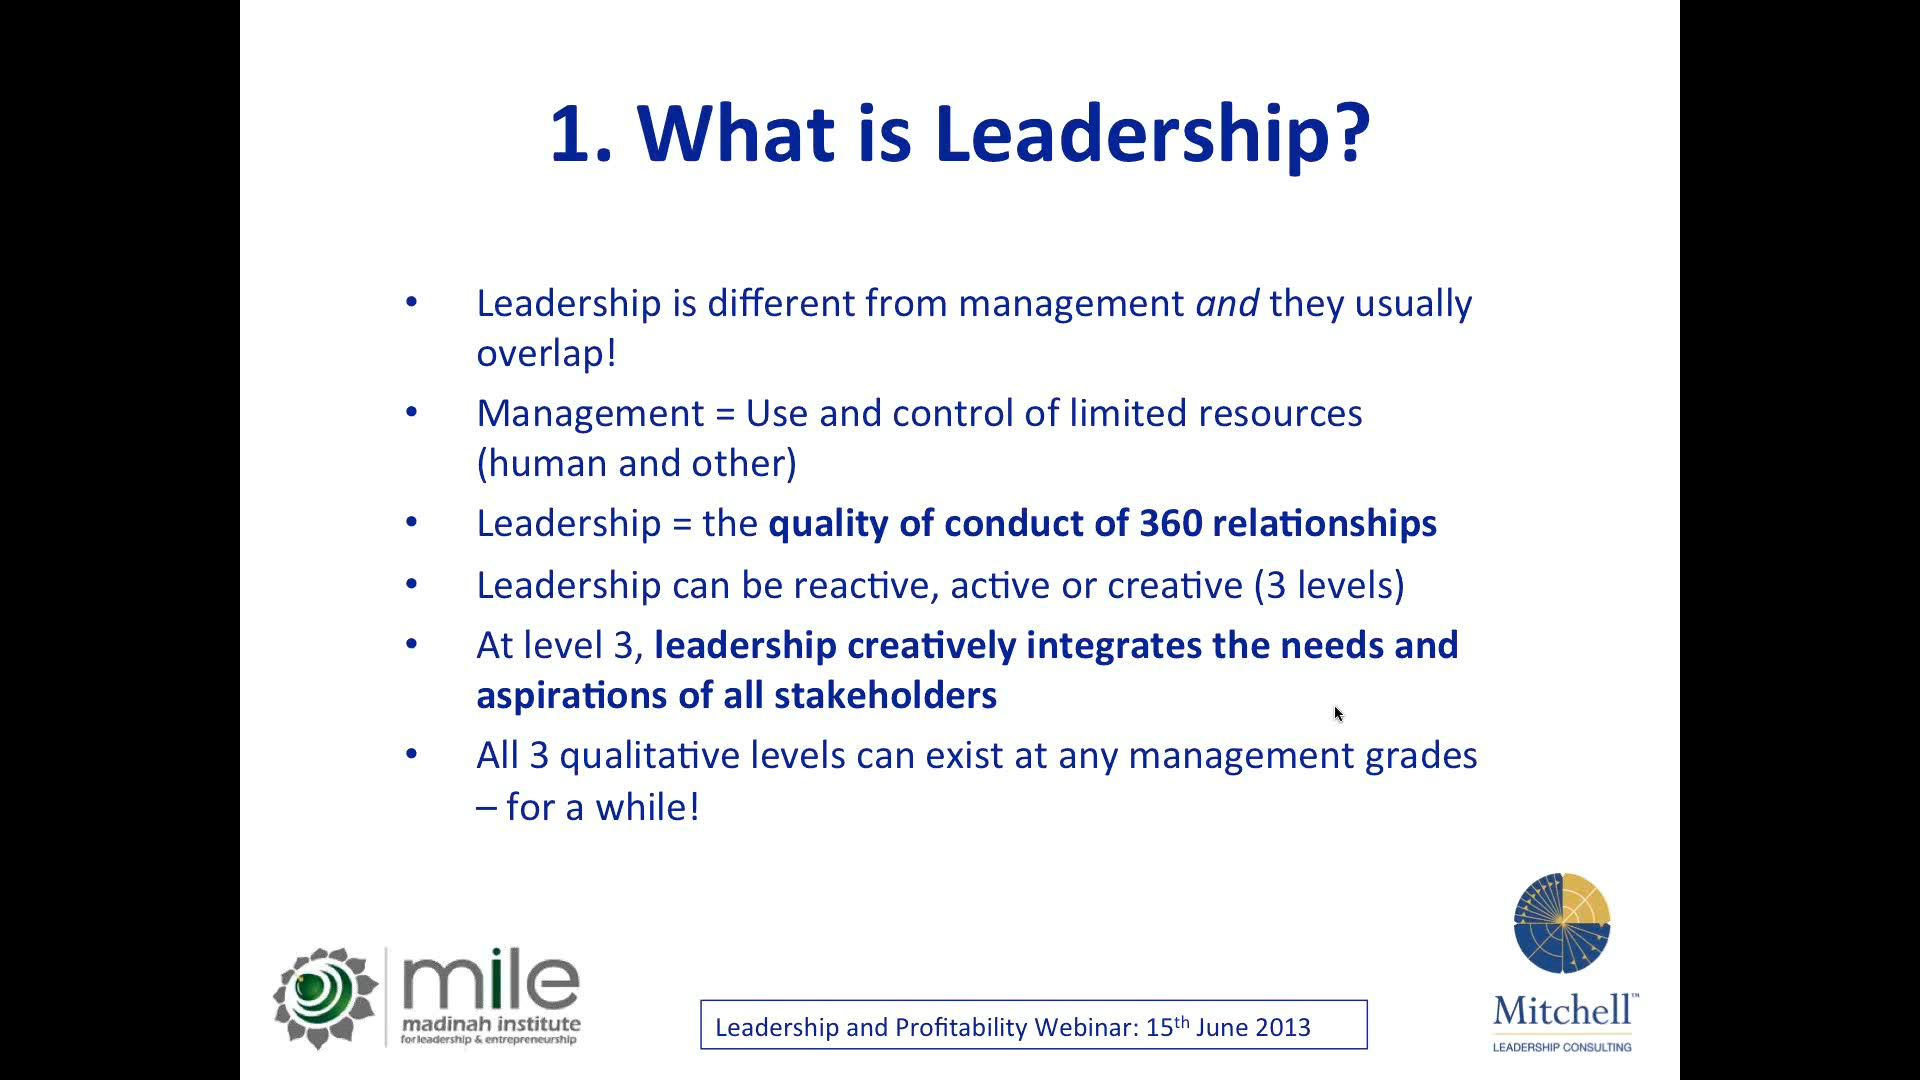 1. What is Leadership?
• Leadership is different from management and they usually
overlap!
• Management = Use and control of limited resources
(human and other)
• Leadership = the quality of conduct of 360 relationships
• Leadership can be reactive, active or creative (3 levels)
• At level 3, leadership creatively integrates the needs and
aspirations of all stakeholders
• All 3 qualitative levels can exist at any management grades
– for a while!
mile
madinah institute
for leadership & entrepreneurship
Leadership and Profitability Webinar: 15th June 2013
Mitchell™
LEADERSHIP CONSULTING